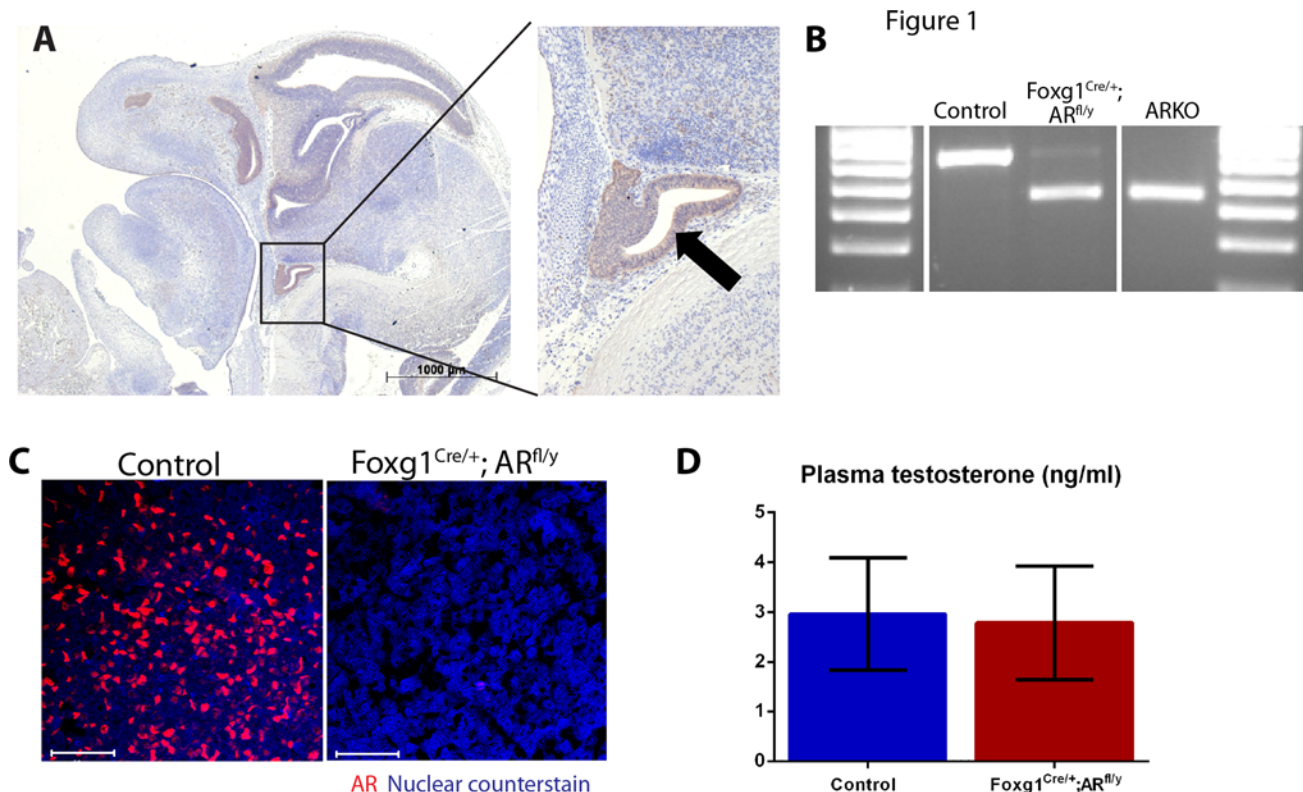 Figure 1
A
1000 µm
B
Control
Foxg1Cre/+;
ARfl/y
ARKO
C
Control
Foxg1Cre/+; ARfl/y
AR Nuclear counterstain
D
Plasma testosterone (ng/ml)
5
4
3
2
1
0
Control
Foxg1Cre/+;ARfl/y